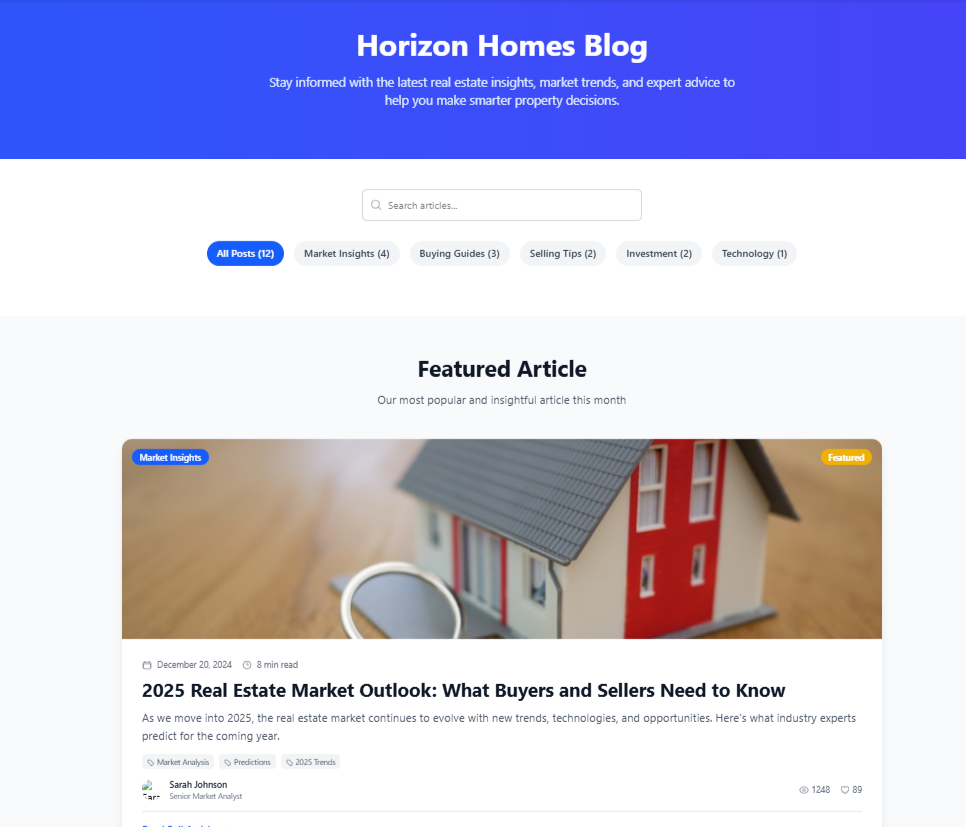 Horizon Homes Blog
Stay informed with the latest real estate insights, market trends, and expert advice to
help you make smarter property decisions.
Search articles...
All Posts (12) Market Insights (4) Buying Guides (3) Selling Tips (2) Investment (2) Technology (1)
Featured Article
Our most popular and insightful article this month
Market Insights Featured
December 20, 2024 8 min read
2025 Real Estate Market Outlook: What Buyers and Sellers Need to Know
As we move into 2025, the real estate market continues to evolve with new trends, technologies, and opportunities. Here's what industry experts
predict for the coming year.
Market Analysis Predictions 2025 Trends
Sarah Johnson
Senior Market Analyst
1248 89